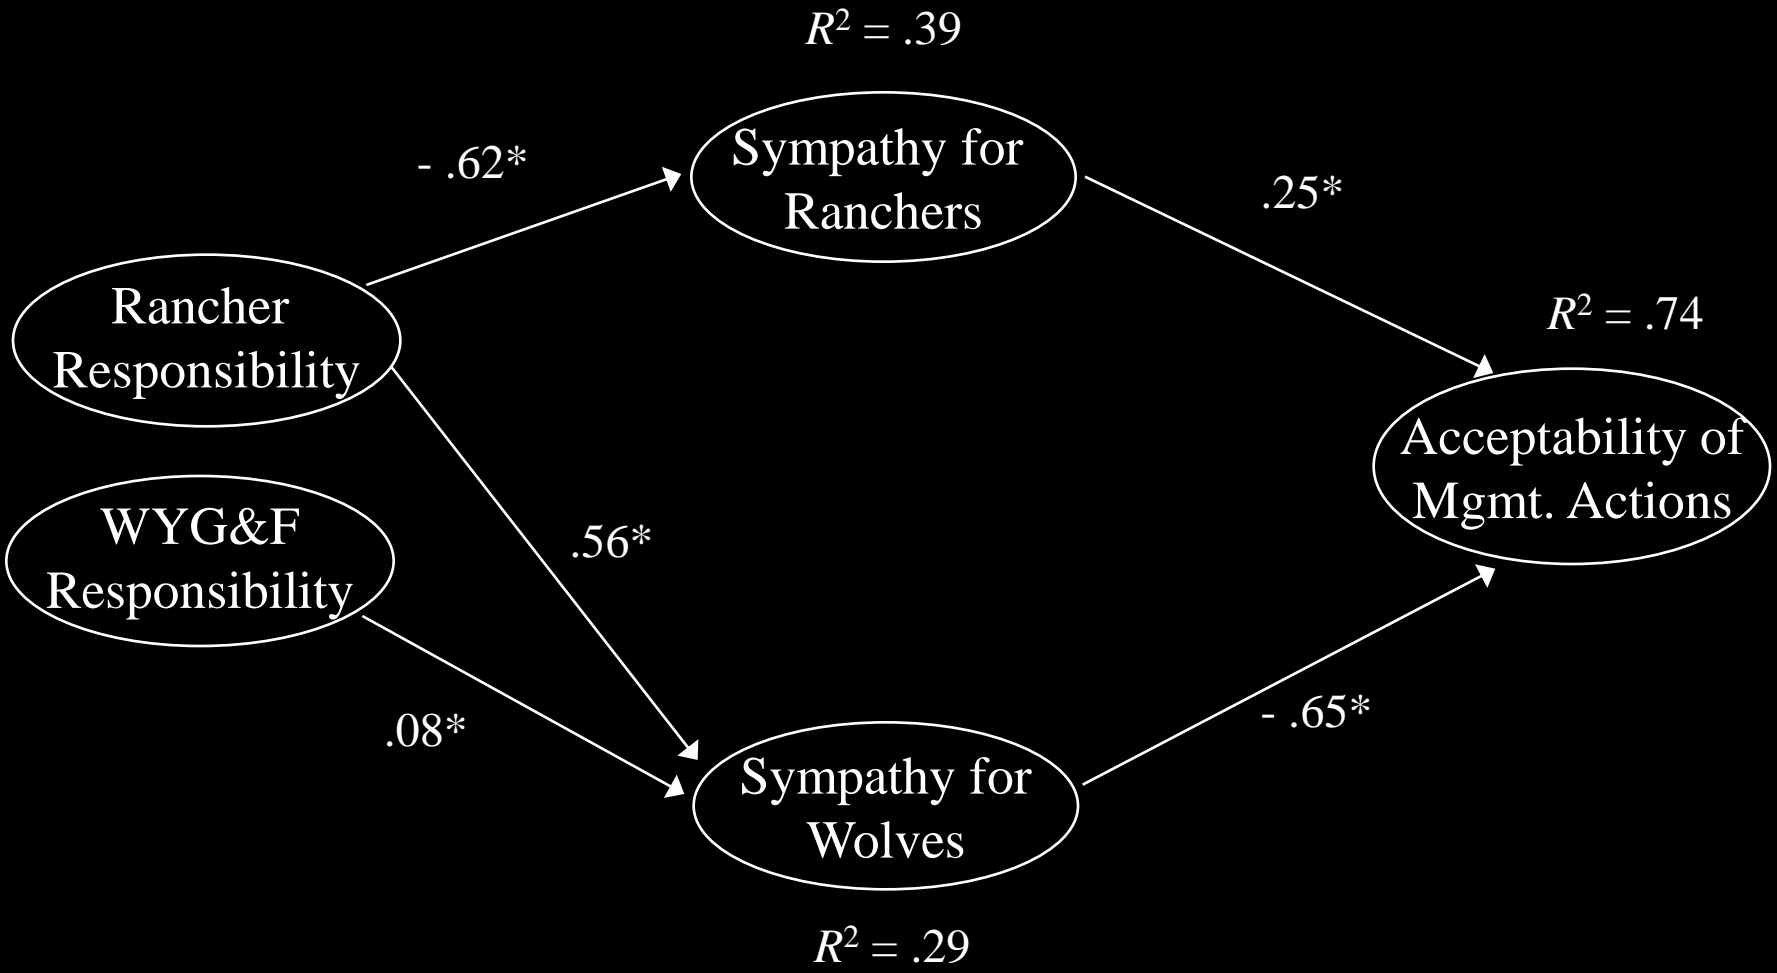 R² = .39
Sympathy for
Ranchers
- .62*
.25*
Rancher
Responsibility
R² = .74
Acceptability of
Mgmt. Actions
WYG&F
Responsibility
.56*
.08*
- .65*
Sympathy for
Wolves
R² = .29